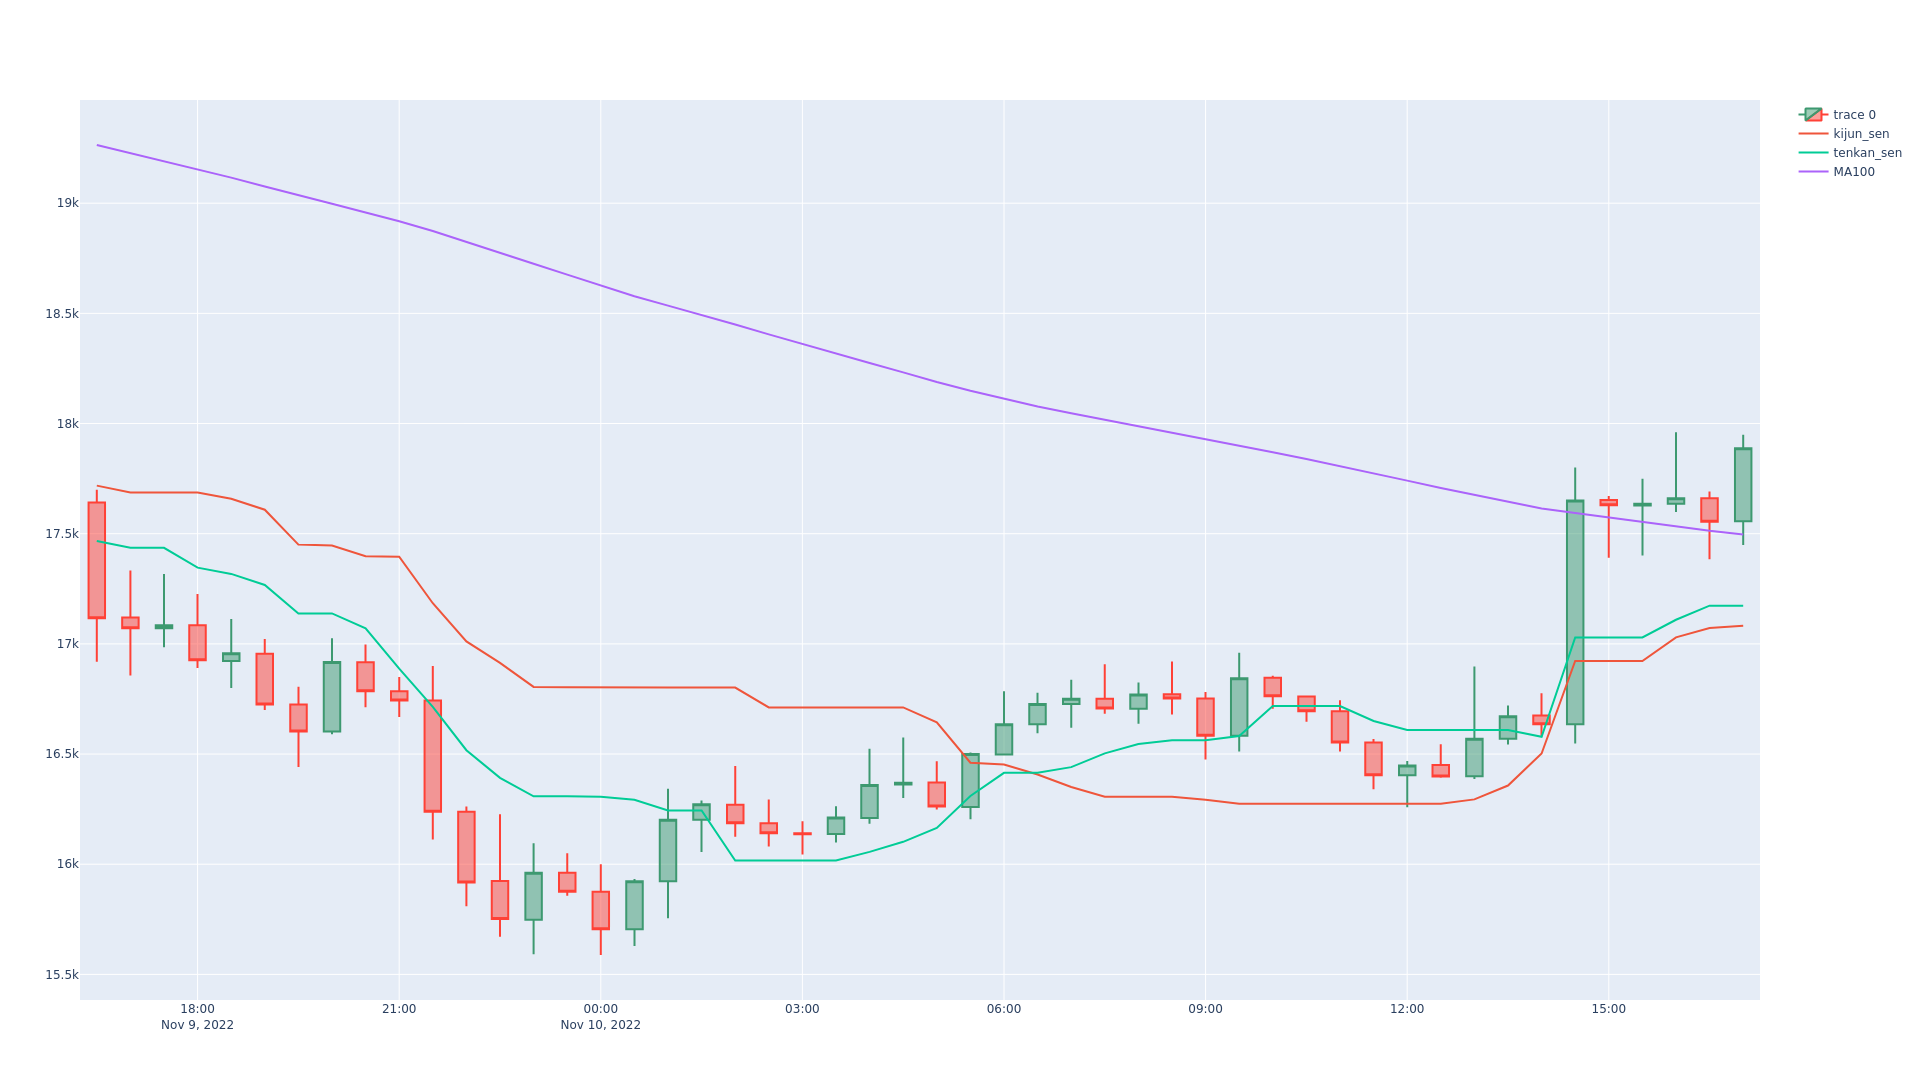 trace 0
kijun_sen
tenkan_sen
MA100
19k
18.5k
18k
17.5k
17k
16.5k
16k
15.5k
18:00 21:00 00:00 03:00 06:00 09:00 12:00 15:00
Nov 9, 2022 Nov 10, 2022